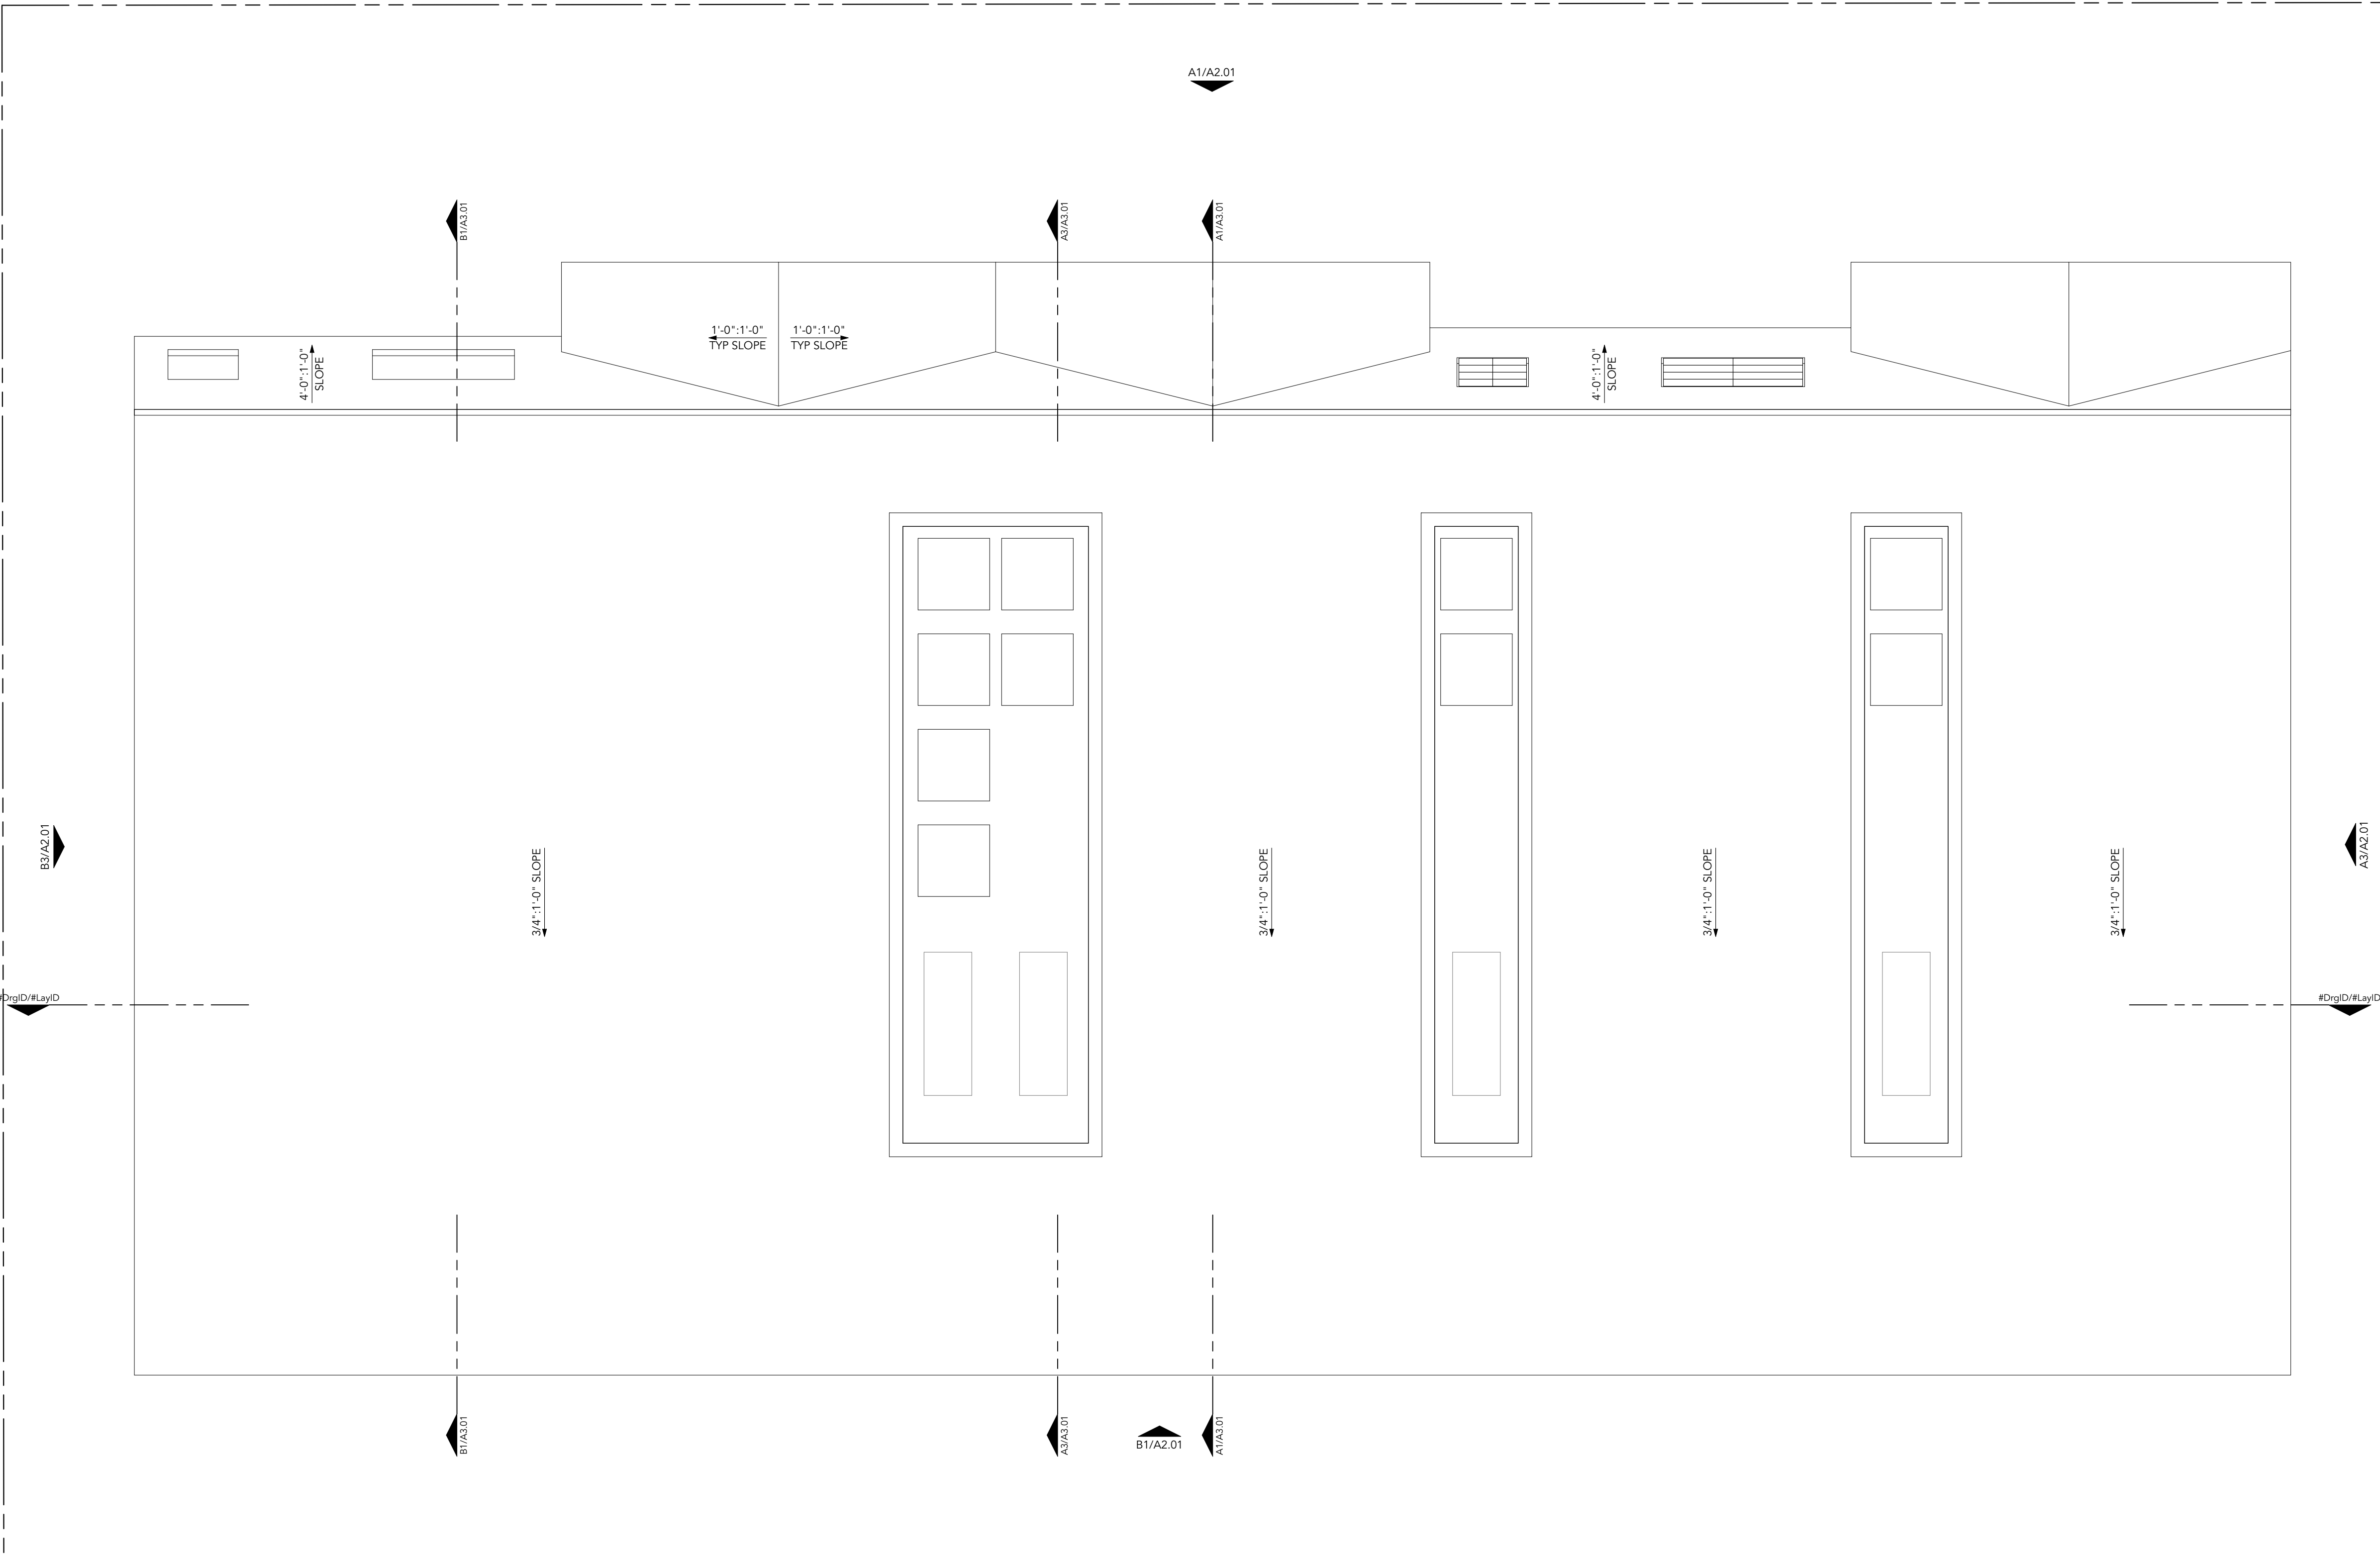 A1/A2.01
B1/A3.01
A3/A3.01
A1/A3.01
1'-0":1'-0"
TYP SLOPE
1'-0":1'-0"
TYP SLOPE
4'-0":1'-0"
SLOPE
4'-0":1'-0"
SLOPE
B3/A2.01
A3/A2.01
3/4":1'-0" SLOPE
3/4":1'-0" SLOPE
3/4":1'-0" SLOPE
3/4":1'-0" SLOPE
#DrgID/#LayID
#DrgID/#LayID
B1/A3.01
A3/A3.01
B1/A2.01
A1/A3.01